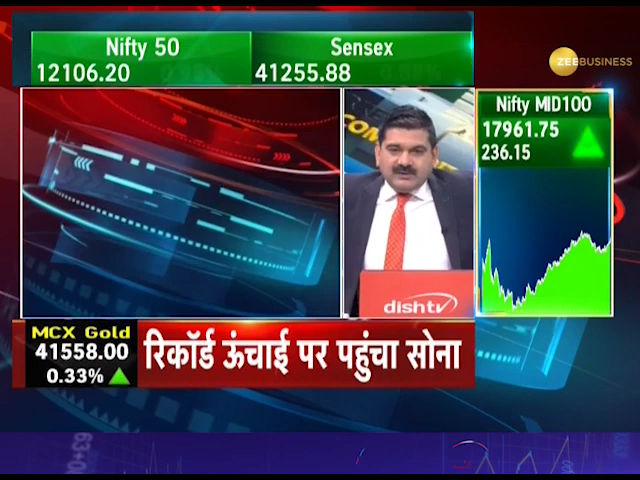 Nifty 50
12106.20
Sensex
41255.88
ZEEBUSINESS
Nifty MID100
17961.75
236.15
COM
dishtv
MCX Gold
41558.00
0.33%
रिकॉर्ड ऊंचाई पर पहुंचा सोना